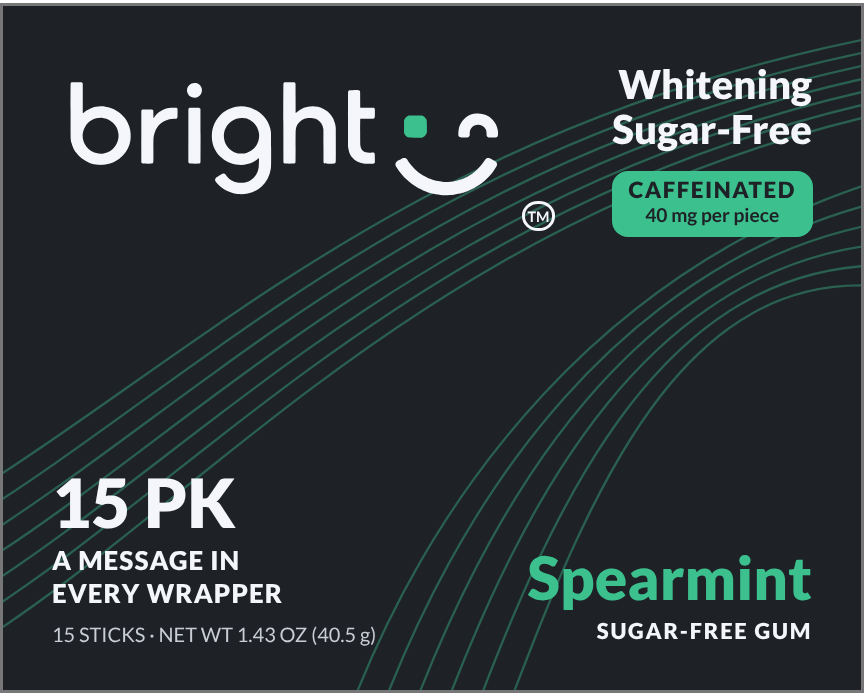 bright
TM
Whitening
Sugar-Free
CAFFEINATED
40 mg per piece
15 PK
A MESSAGE IN
EVERY WRAPPER
15 STICKS · NET WT 1.43 OZ (40.5 g)
Spearmint
SUGAR-FREE GUM